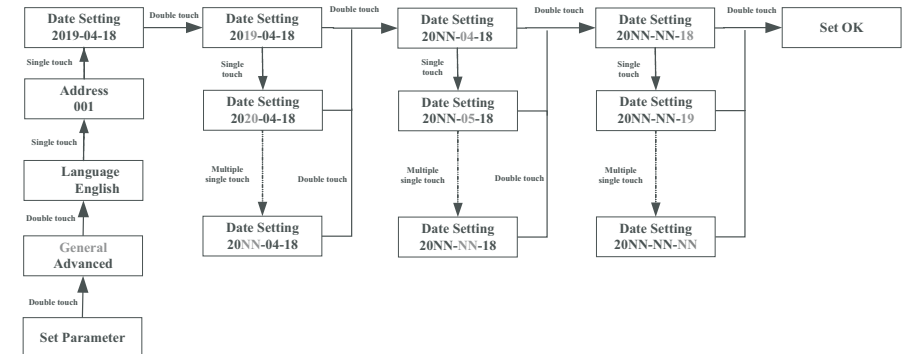 Date Setting
2019-04-18
Double touch
Date Setting
2019-04-18
Double touch
Date Setting
20NN-04-18
Double touch
Date Setting
20NN-NN-18
Double touch
Set OK
Single touch
Single
touch
Single
touch
Single
touch
Address
001
Date Setting
2020-04-18
Date Setting
20NN-05-18
Date Setting
20NN-NN-19
Single touch
Multiple
single touch
Double touch
Multiple
single touch
Double touch
Multiple
single touch
Language
English
Double touch
Date Setting
20NN-04-18
Date Setting
20NN-NN-18
Date Setting
20NN-NN-NN
General
Advanced
Double touch
Set Parameter